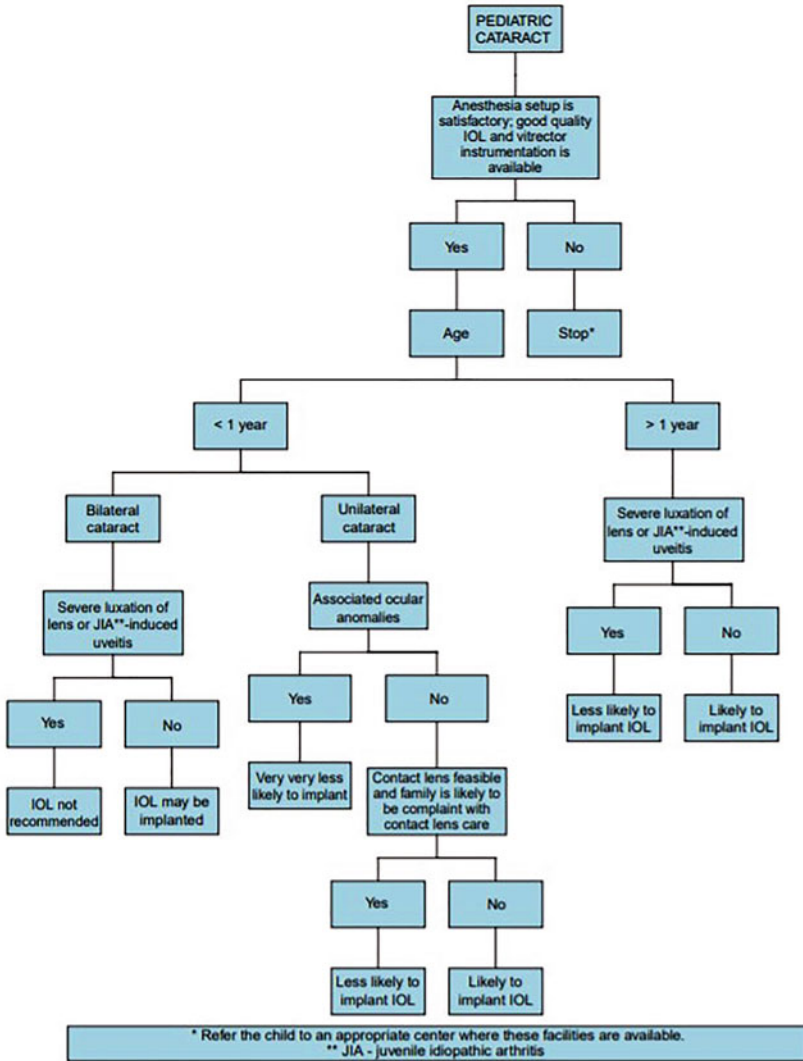 PEDIATRIC
CATARACT
Anesthesia setup is
satisfactory; good quality
IOL and vitrector
instrumentation is
available
Yes
No
Age
Stop*
< 1 year
> 1 year
Bilateral
cataract
Unilateral
cataract
Severe luxation of
lens or JIA**-induced
uveitis
Severe luxation of
lens or JIA**-induced
uveitis
Associated ocular
anomalies
Yes
No
Yes
No
Yes
No
Less likely to
implant IOL
Likely to
implant IOL
IOL not
recommended
IOL may be
implanted
Very very less
likely to implant
Contact lens feasible
and family is likely to
be complaint with
contact lens care
Yes
No
Less likely to
implant IOL
Likely to
implant IOL
* Refer the child to an appropriate center where these facilities are available.
** JIA - juvenile idiopathic arthritis